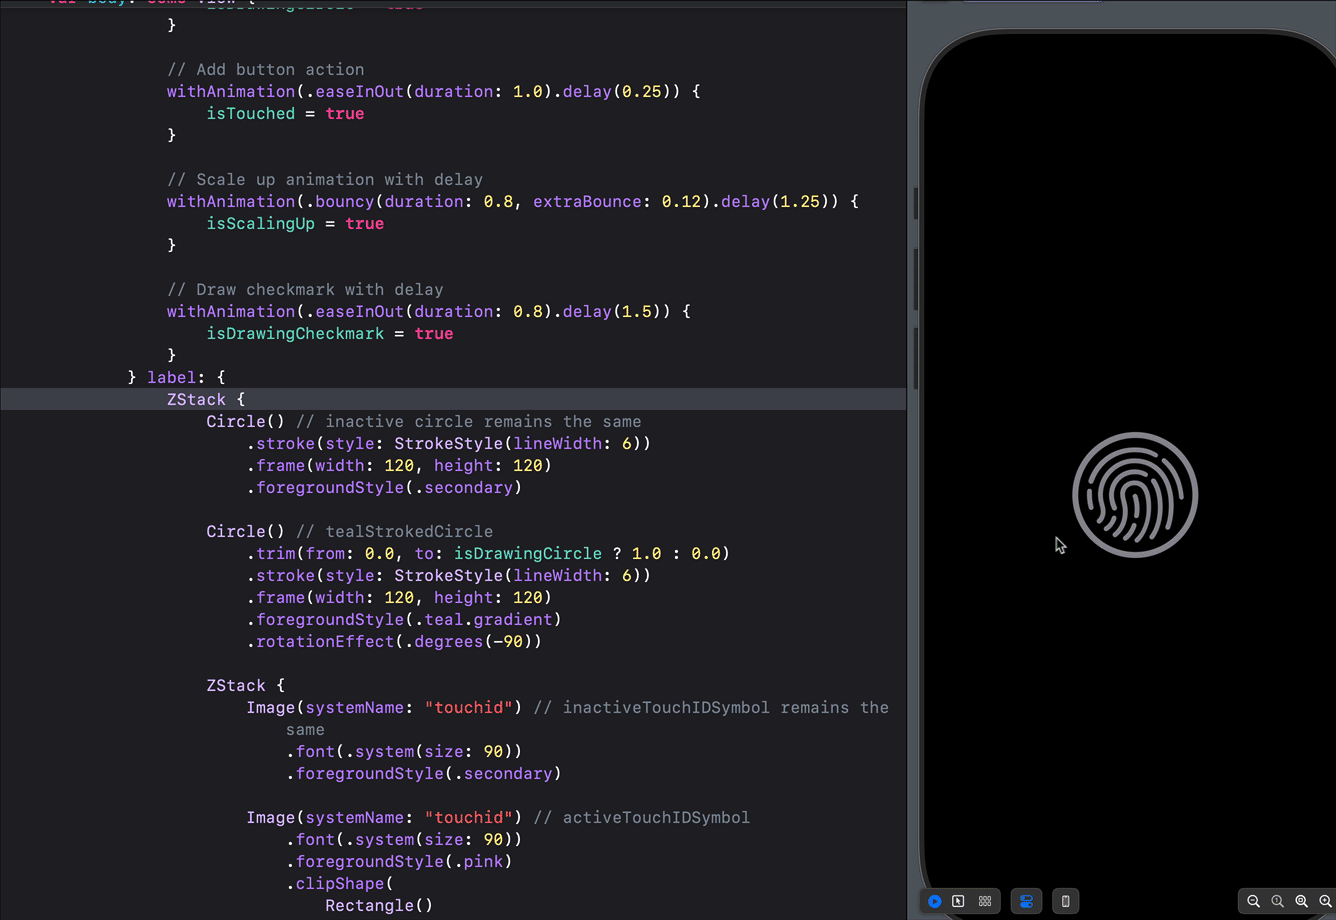 var body: some View {
isDrawingCircle = true
}
// Add button action
withAnimation(.easeInOut(duration: 1.0).delay(0.25)) {
isTouched = true
}
// Scale up animation with delay
withAnimation(.bouncy(duration: 0.8, extraBounce: 0.12).delay(1.25)) {
isScalingUp = true
}
// Draw checkmark with delay
withAnimation(.easeInOut(duration: 0.8).delay(1.5)) {
isDrawingCheckmark = true
}
} label: {
ZStack {
Circle() // inactive circle remains the same
.stroke(style: StrokeStyle(lineWidth: 6))
.frame(width: 120, height: 120)
.foregroundStyle(.secondary)
Circle() // tealStrokedCircle
.trim(from: 0.0, to: isDrawingCircle ? 1.0 : 0.0)
.stroke(style: StrokeStyle(lineWidth: 6))
.frame(width: 120, height: 120)
.foregroundStyle(.teal.gradient)
.rotationEffect(.degrees(-90))
ZStack {
Image(systemName: "touchid") // inactiveTouchIDSymbol remains the
same
.font(.system(size: 90))
.foregroundStyle(.secondary)
Image(systemName: "touchid") // activeTouchIDSymbol
.font(.system(size: 90))
.foregroundStyle(.pink)
.clipShape(
Rectangle()